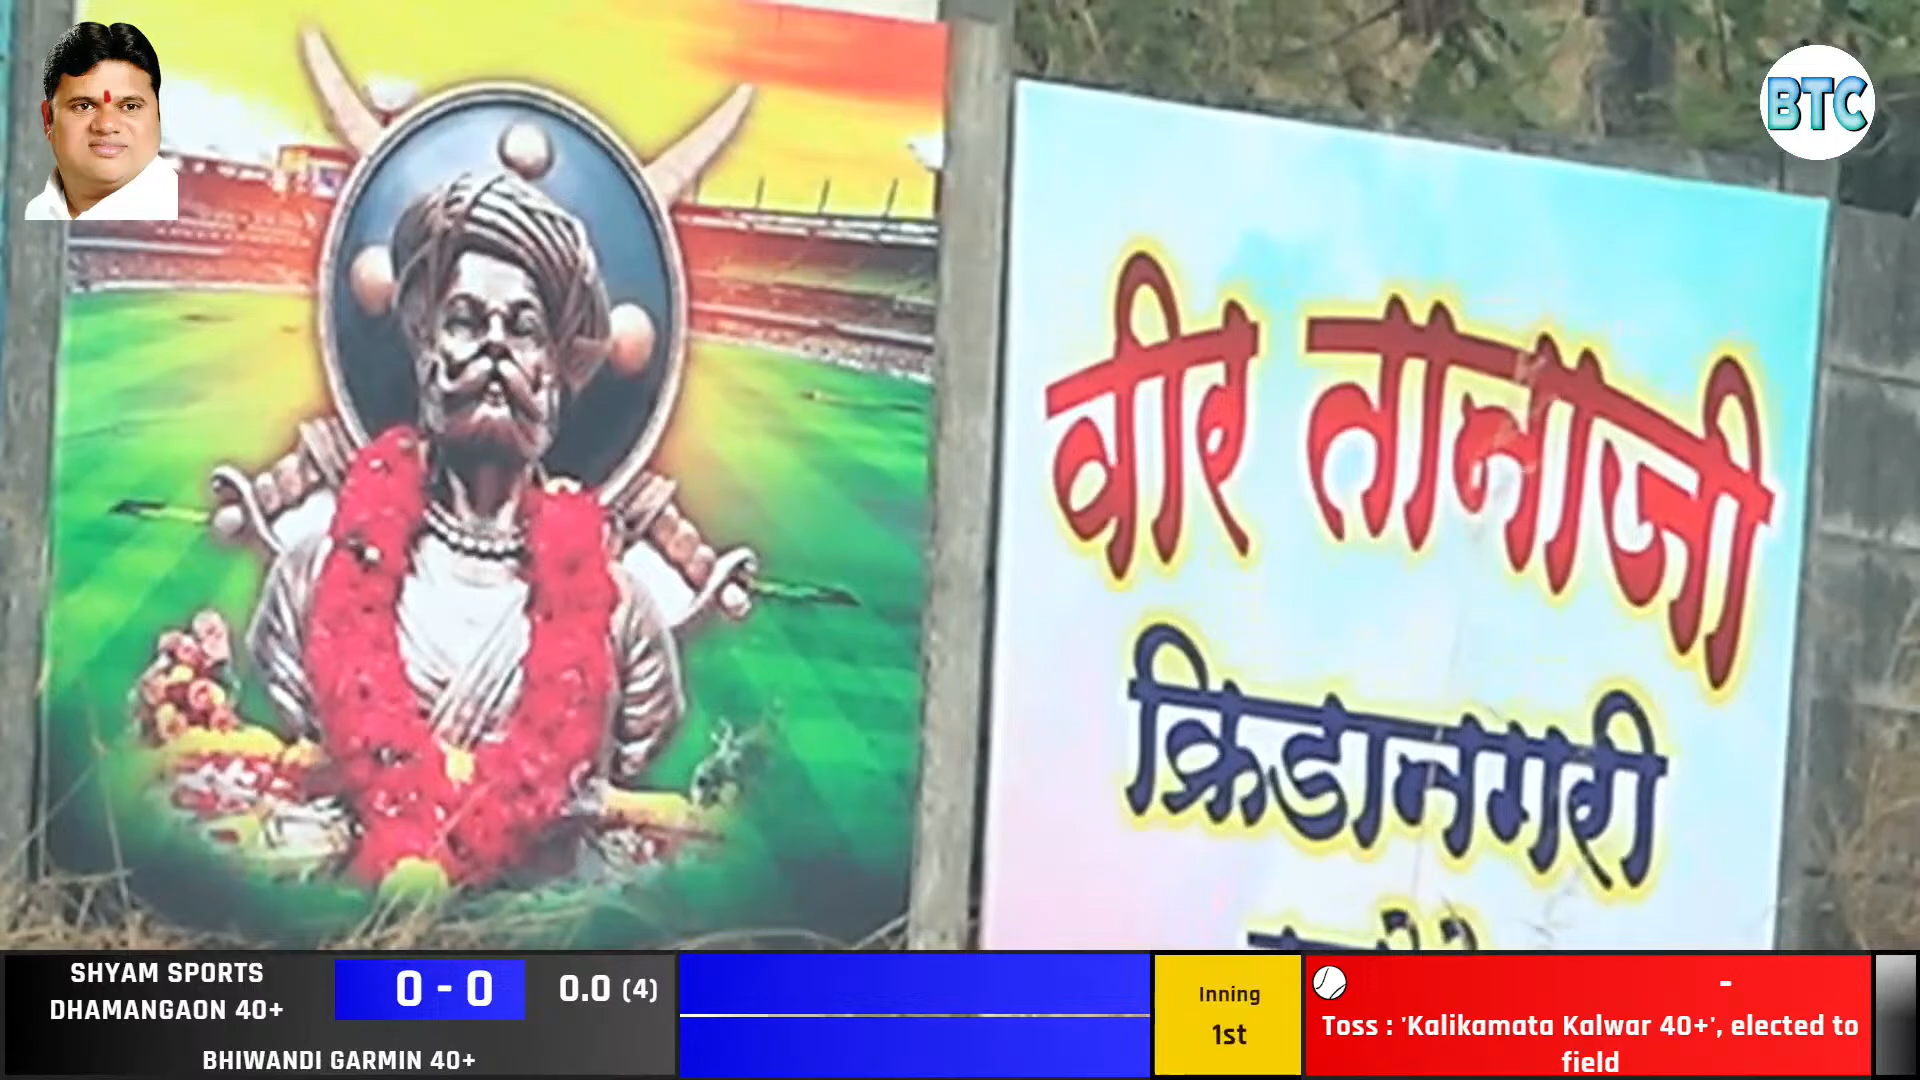 BTC
वीर तानाजी
क्रिडानगरी
SHYAM SPORTS
DHAMANGAON 40+
0 - 0
0.0 (4)
BHIWANDI GARMIN 40+
Inning
1st
-
Toss : 'Kalikamata Kalwar 40+', elected to
field